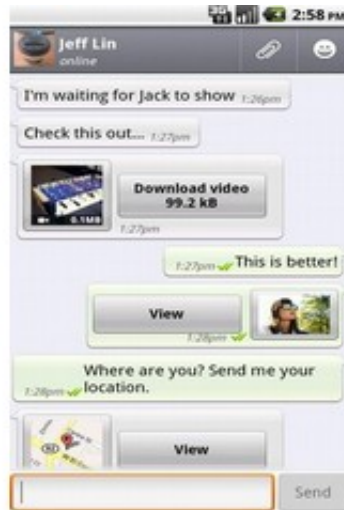 2:58 PM
Jeff Lin
online
I'm waiting for Jack to show 1:26pm
Check this out... 1:27pm
Download video
99.2 kB
0.1MB
1:27pm
1:27pm This is better!
View
1:28pm
Where are you? Send me your
1:28pm location.
View
Send